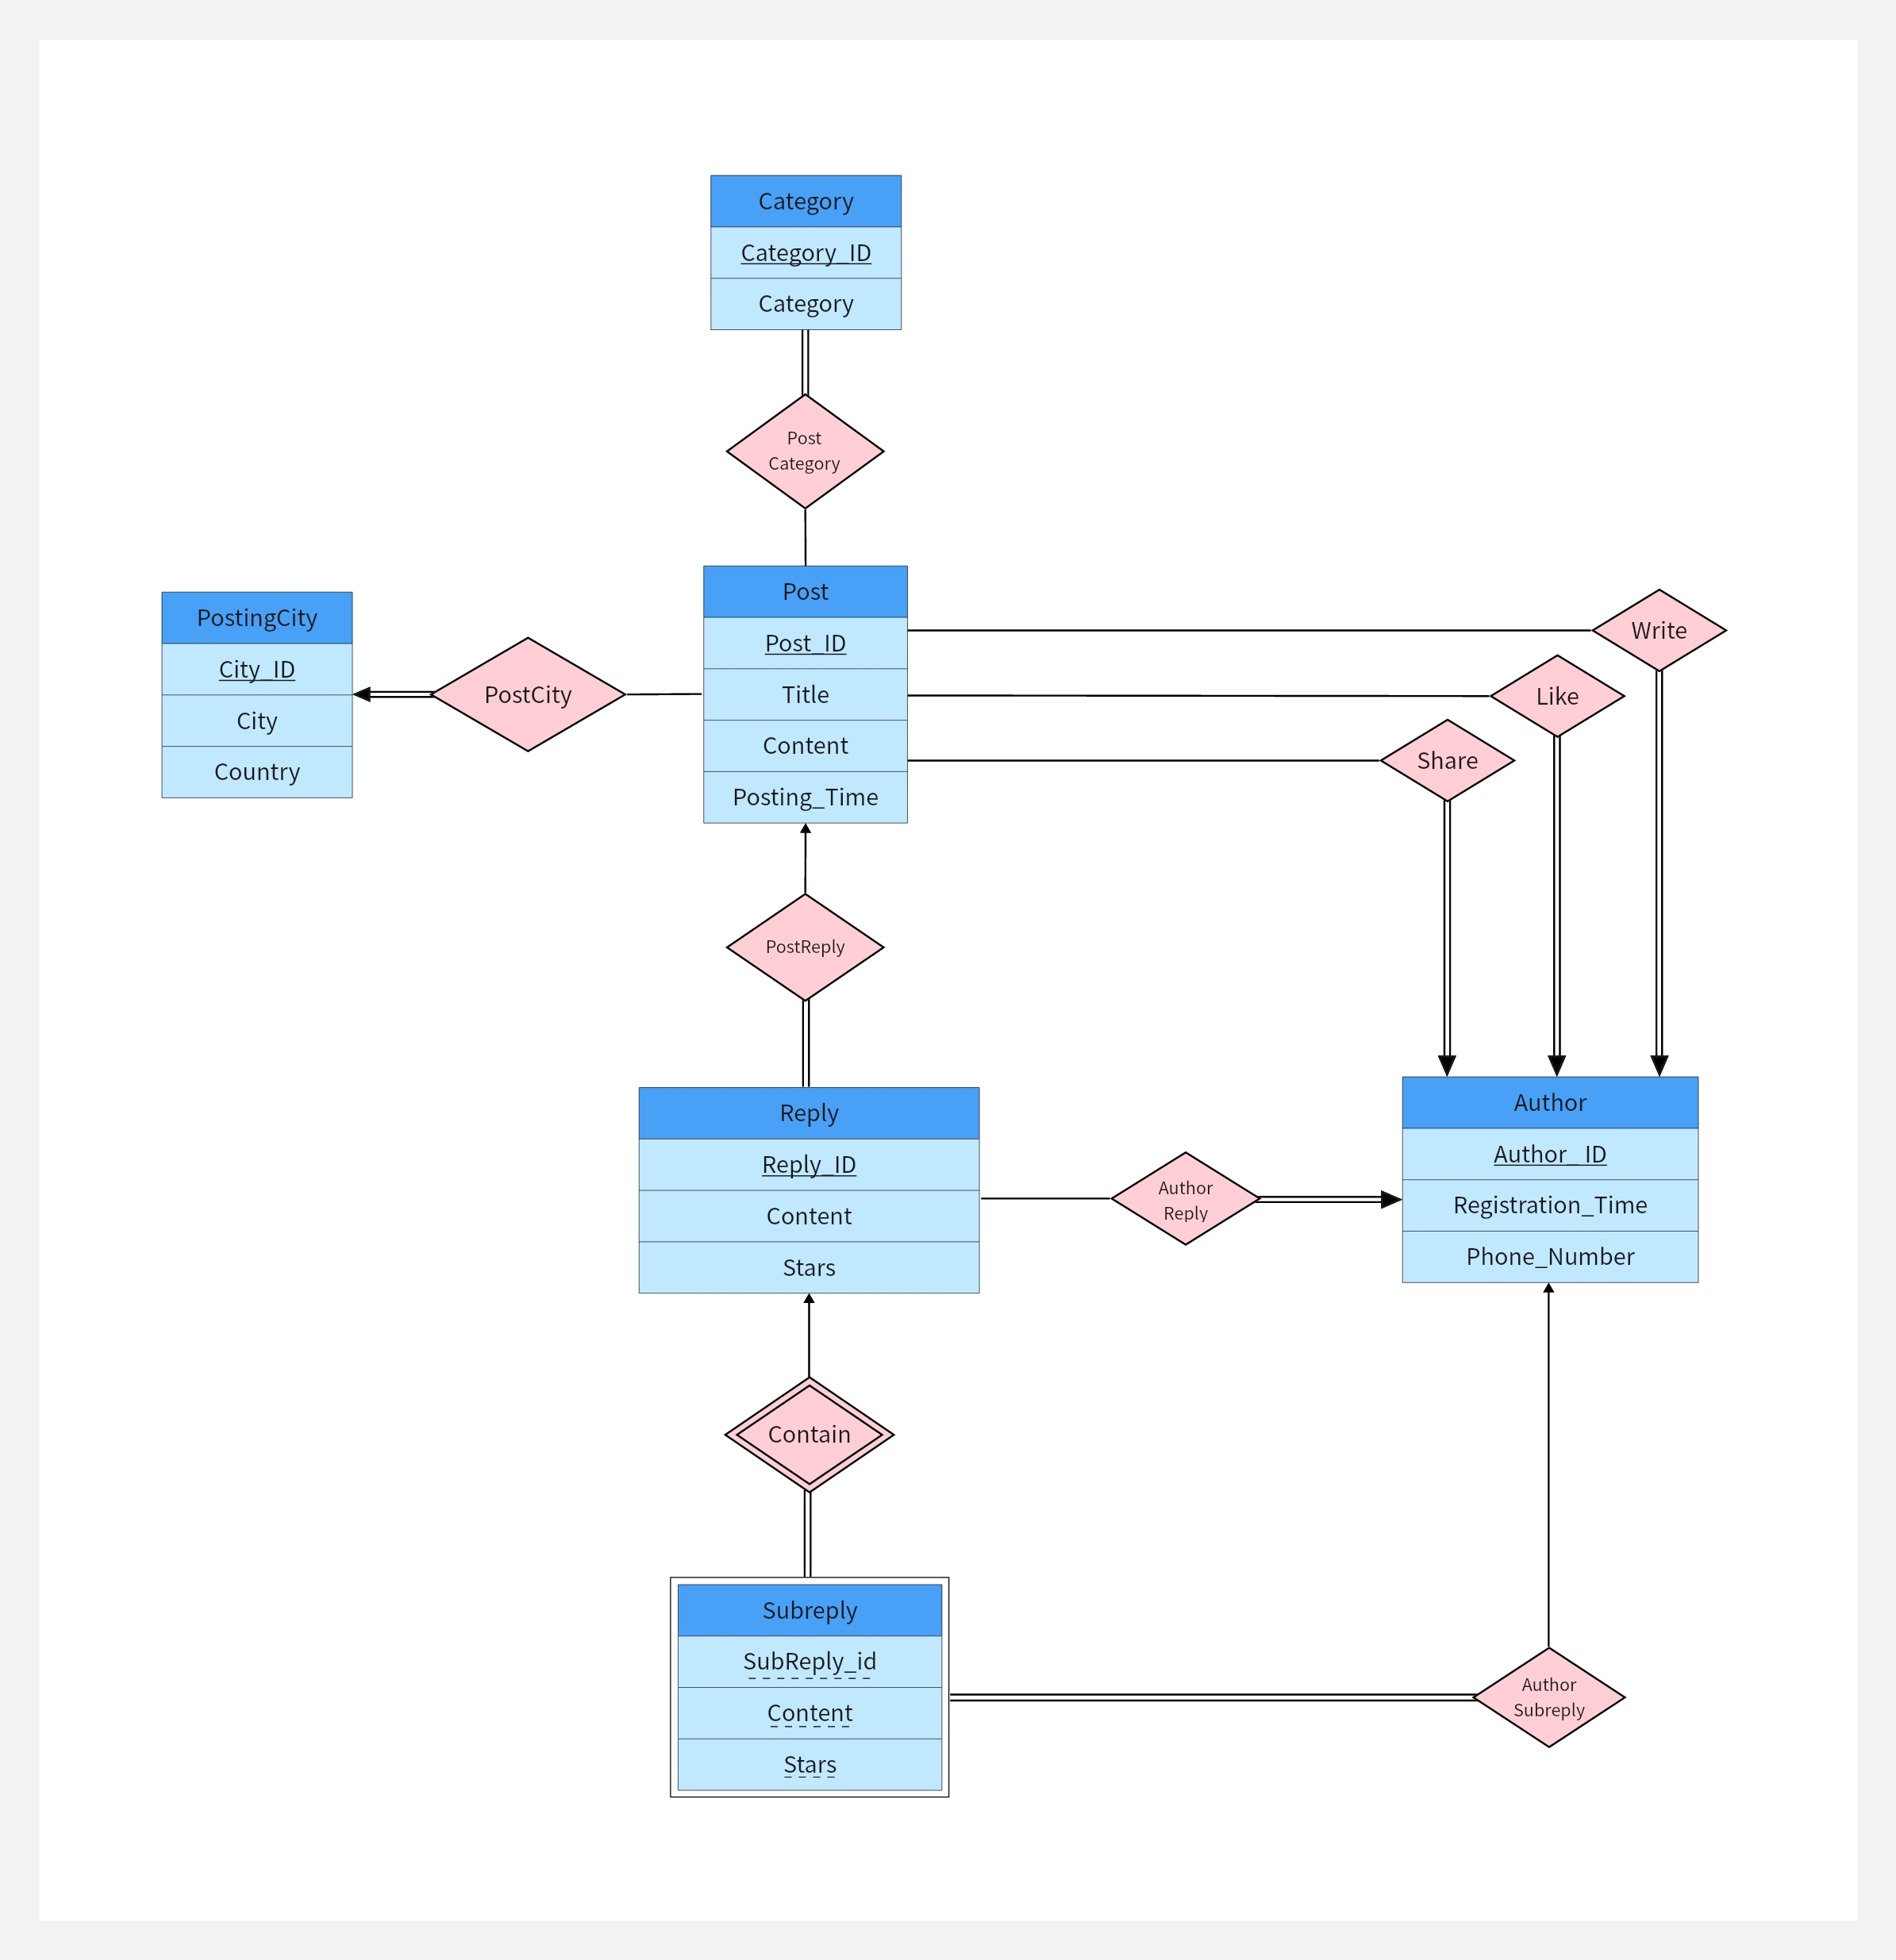 Category
Category_ID
Category
Post
Category
PostingCity
City_ID
City
Country
PostCity
Post
Post_ID
Title
Content
Posting_Time
Write
Like
Share
PostReply
Reply
Reply_ID
Content
Stars
Author
Reply
Author
Author_ID
Registration_Time
Phone_Number
Contain
Subreply
SubReply_id
Content
Stars
Author
Subreply